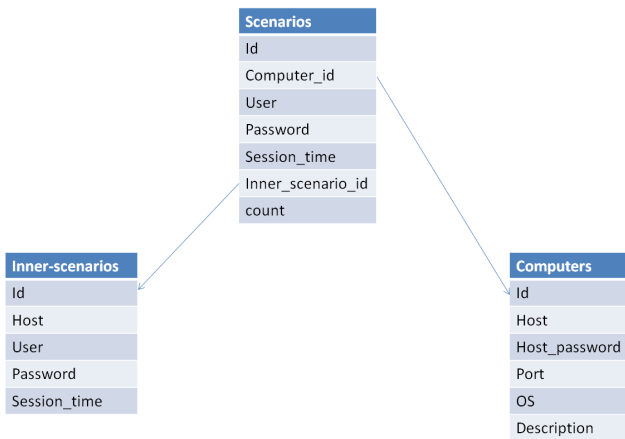 Scenarios
Id
Computer_id
User
Password
Session_time
Inner_scenario_id
count
Inner-scenarios
Id
Host
User
Password
Session_time
Computers
Id
Host
Host_password
Port
OS
Description